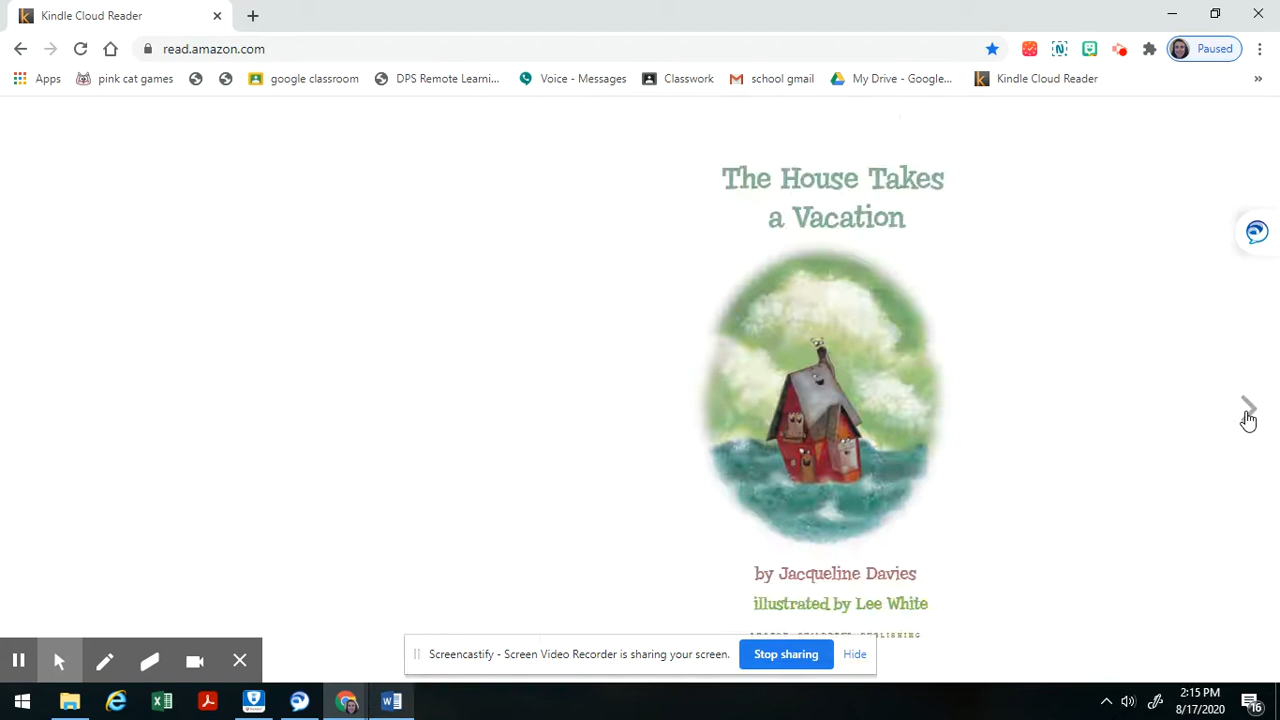 Kindle Cloud Reader
read.amazon.com
Paused
Apps pink cat games google classroom DPS Remote Learni... Voice - Messages Classwork school gmail My Drive - Google... Kindle Cloud Reader »
The House Takes
a Vacation
by Jacqueline Davies
illustrated by Lee White
Screencastify - Screen Video Recorder is sharing your screen. Stop sharing Hide
2:15 PM
8/17/2020
16